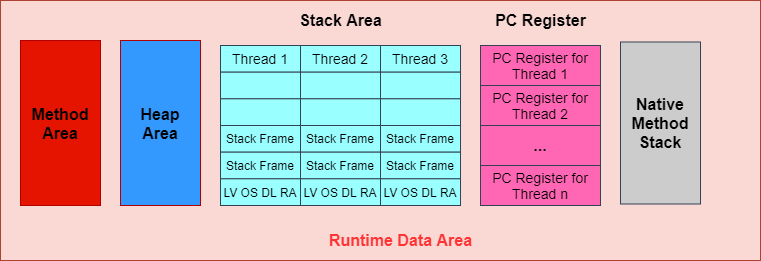 Stack Area
PC Register
Method
Area
Heap
Area
Thread 1 Thread 2 Thread 3
Stack Frame Stack Frame Stack Frame
Stack Frame Stack Frame Stack Frame
LV OS DL RA LV OS DL RA LV OS DL RA
PC Register for
Thread 1
PC Register for
Thread 2
...
PC Register for
Thread n
Native
Method
Stack
Runtime Data Area